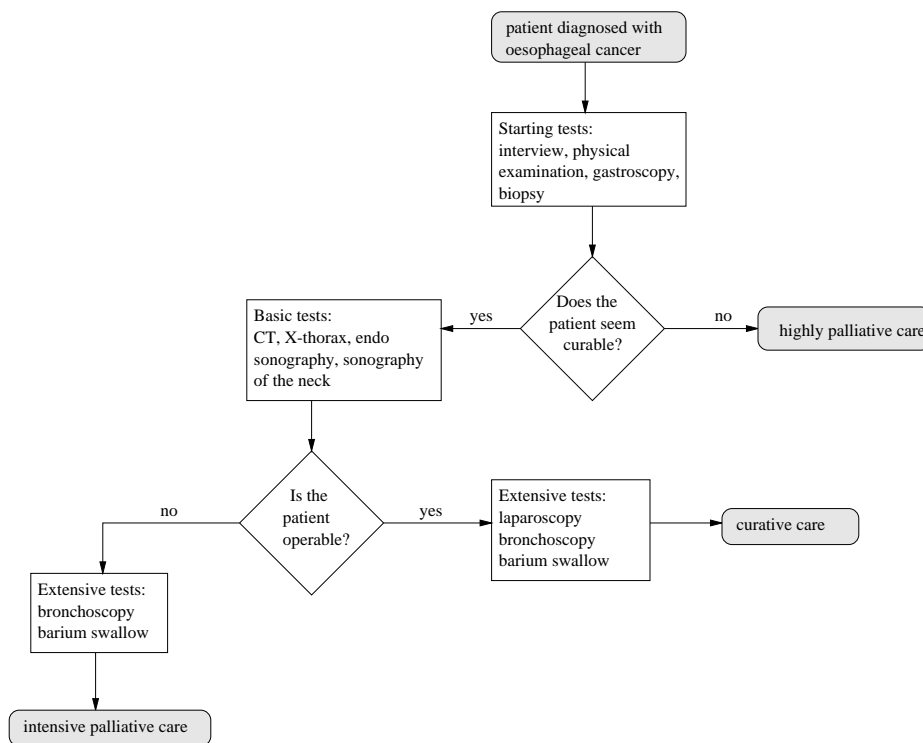 patient diagnosed with
oesophageal cancer
Starting tests:
interview, physical
examination, gastroscopy,
biopsy
Does the
patient seem
curable?
yes
no
highly palliative care
Basic tests:
CT, X-thorax, endo
sonography, sonography
of the neck
Is the
patient
operable?
no
yes
Extensive tests:
laparoscopy
bronchoscopy
barium swallow
curative care
Extensive tests:
bronchoscopy
barium swallow
intensive palliative care